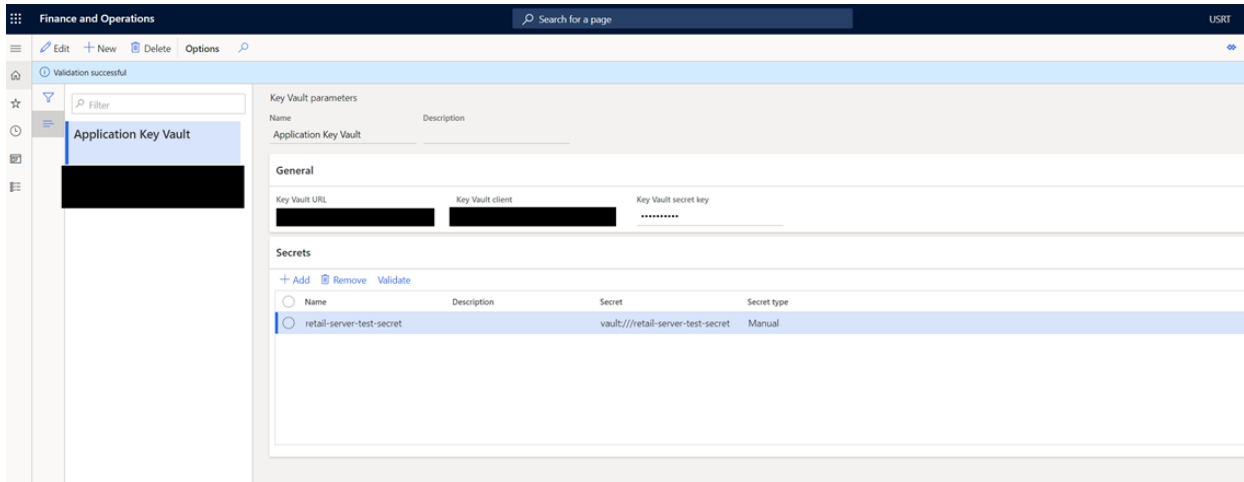 Finance and Operations
Search for a page
USRT
Edit
New
Delete
Options
Validation successful
Filter
Application Key Vault
Key Vault parameters
Name Description
Application Key Vault
General
Key Vault URL Key Vault client Key Vault secret key
••••••••••
Secrets
Add Remove Validate
Name Description Secret Secret type
retail-server-test-secret vault:///retail-server-test-secret Manual